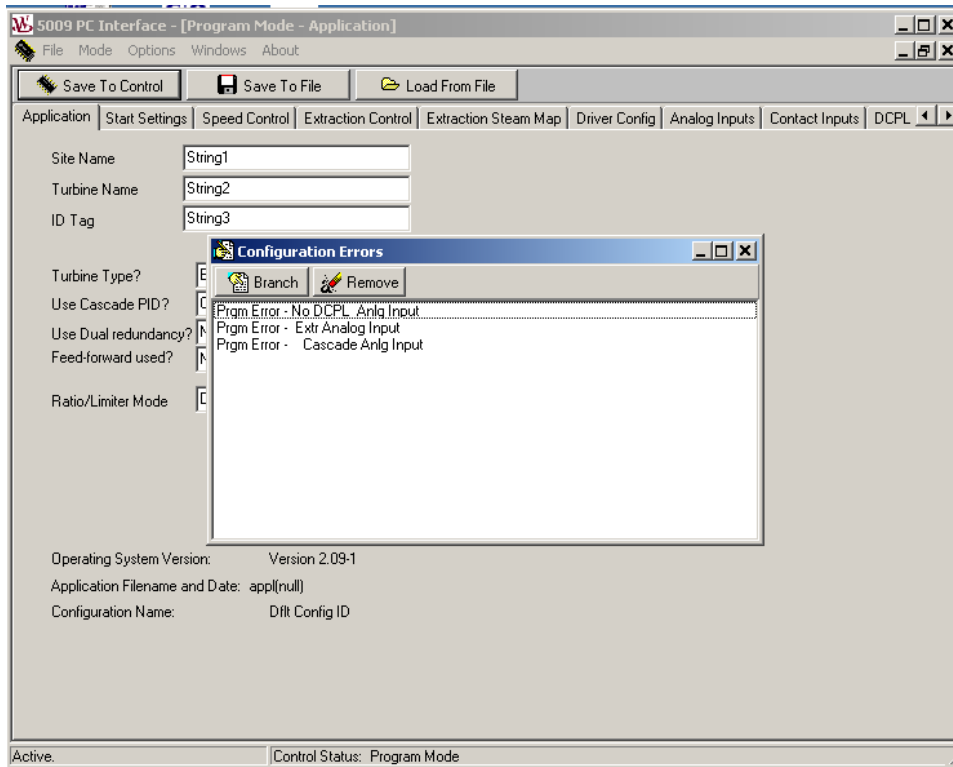 5009 PC Interface - [Program Mode - Application]
File Mode Options Windows About
Save To Control Save To File Load From File
Application Start Settings Speed Control Extraction Control Extraction Steam Map Driver Config Analog Inputs Contact Inputs DCPL
Site Name String1
Turbine Name String2
ID Tag String3
Configuration Errors
Turbine Type?
Branch Remove
Use Cascade PID?
Prgm Error - No DCPL Anlg Input
Use Dual redundancy?
Prgm Error - Extr Analog Input
Prgm Error - Cascade Anlg Input
Feed-forward used?
Ratio/Limiter Mode
Operating System Version: Version 2.09-1
Application Filename and Date: appl(null)
Configuration Name: Dflt Config ID
Active. Control Status: Program Mode